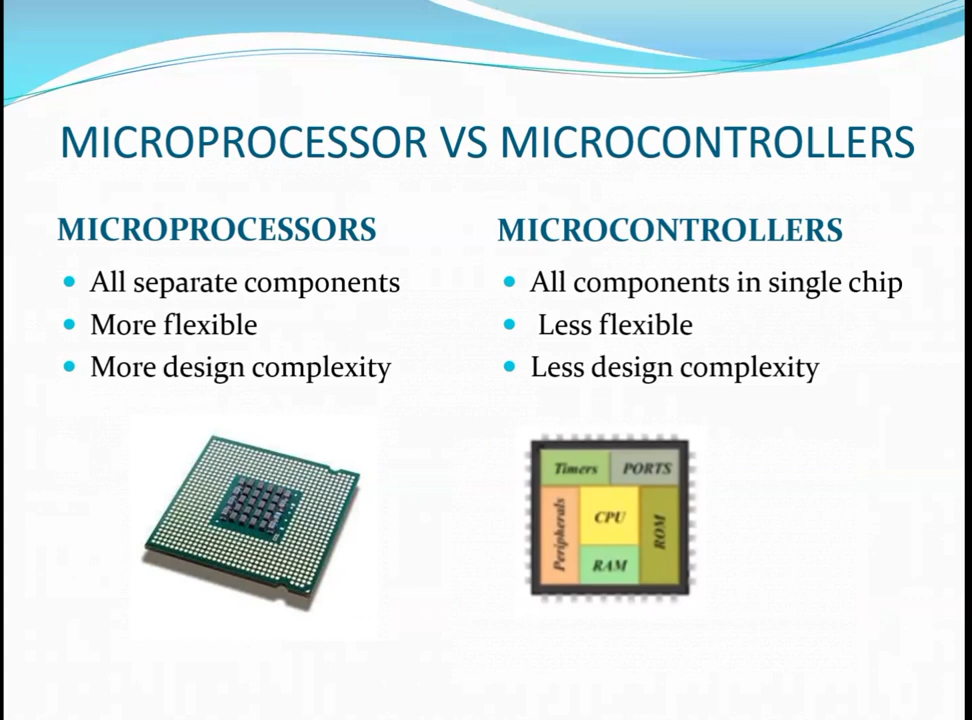 MICROPROCESSOR VS MICROCONTROLLERS
MICROPROCESSORS
• All separate components
• More flexible
• More design complexity
MICROCONTROLLERS
• All components in single chip
• Less flexible
• Less design complexity
Timers
PORTS
Peripherals
CPU
ROM
RAM